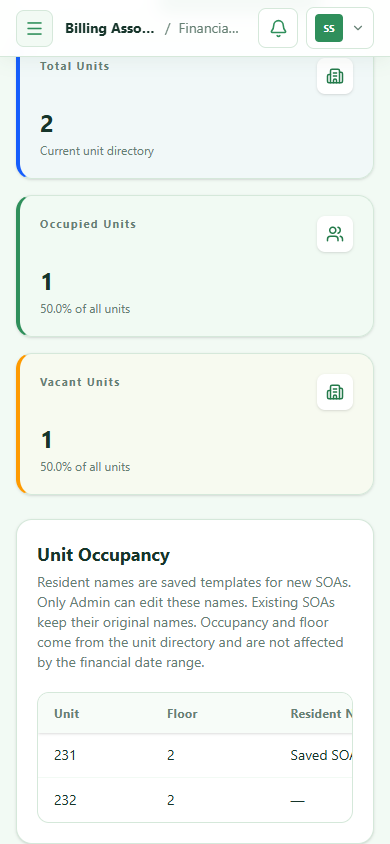 Billing Asso... / Financia...
SS
Total Units
2
Current unit directory
Occupied Units
1
50.0% of all units
Vacant Units
1
50.0% of all units
Unit Occupancy
Resident names are saved templates for new SOAs.
Only Admin can edit these names. Existing SOAs
keep their original names. Occupancy and floor
come from the unit directory and are not affected
by the financial date range.
Unit Floor Resident N
231 2 Saved SOA
232 2 —